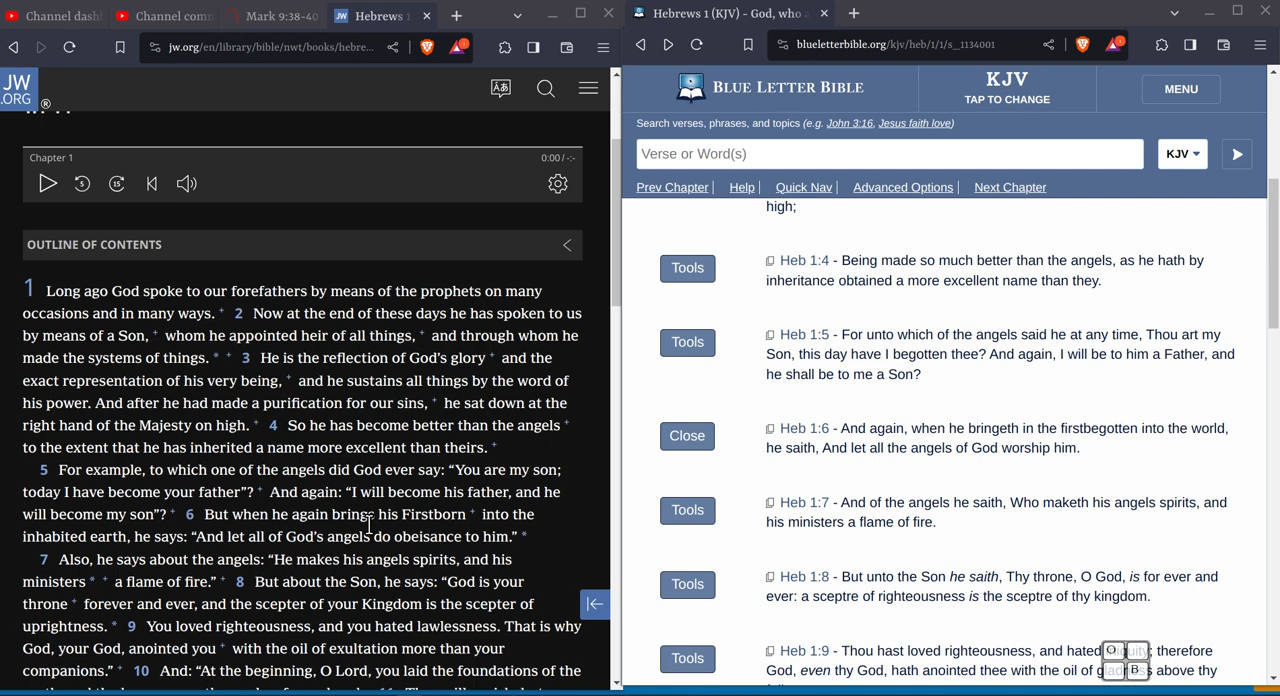 Channel dash
Channel com
Mark 9:38-40
Hebrews 1
jw.org/en/library/bible/nwt/books/hebre...
JW
.ORG
®
Chapter 1
0:00 / -:-
5
15
OUTLINE OF CONTENTS
1 Long ago God spoke to our forefathers by means of the prophets on many
occasions and in many ways. + 2 Now at the end of these days he has spoken to us
by means of a Son, + whom he appointed heir of all things, + and through whom he
made the systems of things. * + 3 He is the reflection of God's glory + and the
exact representation of his very being, + and he sustains all things by the word of
his power. And after he had made a purification for our sins, + he sat down at the
right hand of the Majesty on high. + 4 So he has become better than the angels +
to the extent that he has inherited a name more excellent than theirs. +
5 For example, to which one of the angels did God ever say: “You are my son;
today I have become your father”? + And again: “I will become his father, and he
will become my son”? + 6 But when he again brings his Firstborn + into the
inhabited earth, he says: “And let all of God's angels do obeisance to him.” *
7 Also, he says about the angels: “He makes his angels spirits, and his
ministers * + a flame of fire.” + 8 But about the Son, he says: “God is your
throne + forever and ever, and the scepter of your Kingdom is the scepter of
uprightness. * 9 You loved righteousness, and you hated lawlessness. That is why
God, your God, anointed you + with the oil of exultation more than your
companions.” + 10 And: “At the beginning, O Lord, you laid the foundations of the
Hebrews 1 (KJV) - God, who a
blueletterbible.org/kjv/heb/1/1/s_1134001
BLUE LETTER BIBLE
KJV
TAP TO CHANGE
MENU
Search verses, phrases, and topics (e.g. John 3:16, Jesus faith love)
Verse or Word(s)
KJV
Prev Chapter | Help | Quick Nav | Advanced Options | Next Chapter
high;
Tools
Heb 1:4 - Being made so much better than the angels, as he hath by
inheritance obtained a more excellent name than they.
Tools
Heb 1:5 - For unto which of the angels said he at any time, Thou art my
Son, this day have I begotten thee? And again, I will be to him a Father, and
he shall be to me a Son?
Close
Heb 1:6 - And again, when he bringeth in the firstbegotten into the world,
he saith, And let all the angels of God worship him.
Tools
Heb 1:7 - And of the angels he saith, Who maketh his angels spirits, and
his ministers a flame of fire.
Tools
Heb 1:8 - But unto the Son he saith, Thy throne, O God, is for ever and
ever: a sceptre of righteousness is the sceptre of thy kingdom.
Tools
Heb 1:9 - Thou hast loved righteousness, and hated iniquity; therefore
God, even thy God, hath anointed thee with the oil of gladness above thy